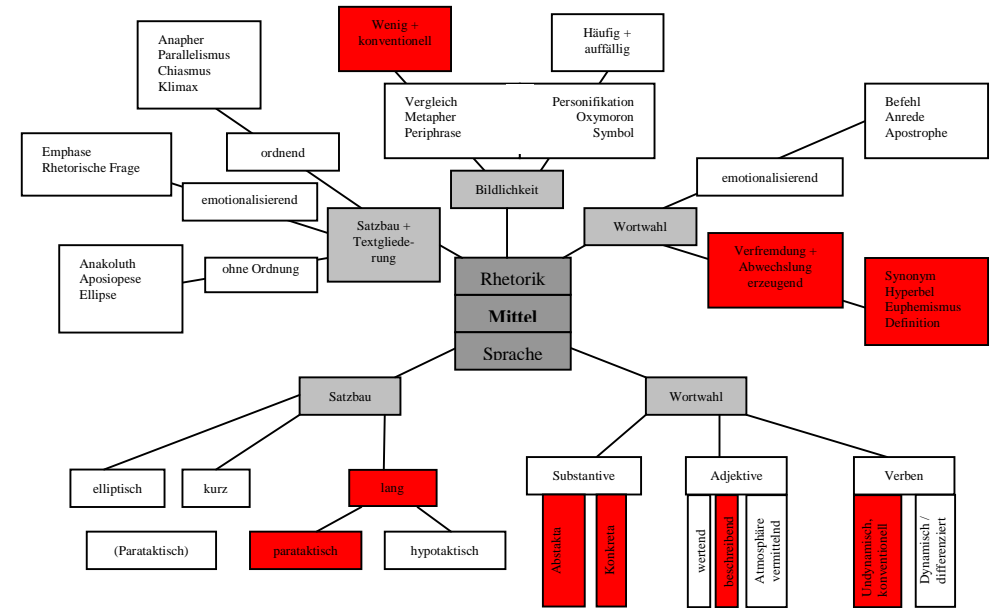 Wenig +
konventionell
Häufig +
auffällig
Anapher
Parallelismus
Chiasmus
Klimax
Vergleich
Metapher
Periphrase
Personifikation
Oxymoron
Symbol
Befehl
Anrede
Apostrophe
Emphase
Rhetorische Frage
ordnend
emotionalisierend
Bildlichkeit
emotionalisierend
Satzbau +
Textgliede-
rung
Wortwahl
Anakoluth
Aposiopese
Ellipse
ohne Ordnung
Verfremdung +
Abwechslung
erzeugend
Synonym
Hyperbel
Euphemismus
Definition
Rhetorik
Mittel
Sprache
Satzbau
Wortwahl
elliptisch
kurz
lang
Substantive
Adjektive
Verben
(Parataktisch)
parataktisch
hypotaktisch
Abstakta
Konkreta
wertend
beschreibend
Atmosphäre
vermittelnd
Undynamisch,
konventionell
Dynamisch /
differenziert